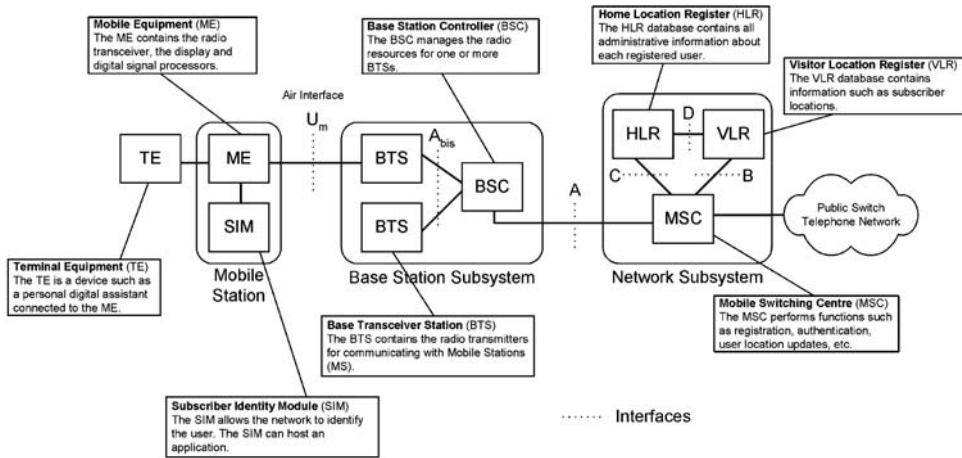 Mobile Equipment (ME)
The ME contains the radio
transceiver, the display and
digital signal processors.
Base Station Controller (BSC)
The BSC manages the radio
resources for one or more
BTSs.
Home Location Register (HLR)
The HLR database contains all
administrative information about
each registered user.
Visitor Location Register (VLR)
The VLR database contains
information such as subscriber
locations.
Air Interface
Um
Abis
TE
ME
SIM
BTS
BTS
BSC
A
HLR
D
VLR
C
B
MSC
Public Switch
Telephone Network
Mobile
Station
Base Station Subsystem
Network Subsystem
Terminal Equipment (TE)
The TE is a device such as
a personal digital assistant
connected to the ME.
Base Transceiver Station (BTS)
The BTS contains the radio transmitters
for communicating with Mobile Stations
(MS).
Mobile Switching Centre (MSC)
The MSC performs functions such
as registration, authentication,
user location updates, etc.
Subscriber Identity Module (SIM)
The SIM allows the network to identify
the user. The SIM can host an
application.
Interfaces